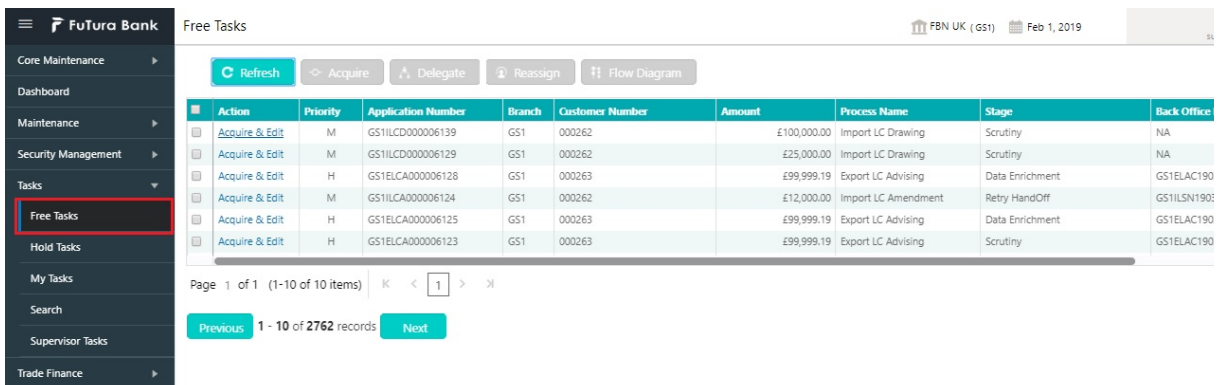 FuTura Bank
Free Tasks
FBN UK (GS1) Feb 1, 2019
Core Maintenance
Dashboard
Maintenance
Security Management
Tasks
Free Tasks
Hold Tasks
My Tasks
Search
Supervisor Tasks
Trade Finance
Refresh Acquire Delegate Reassign Flow Diagram
Action Priority Application Number Branch Customer Number Amount Process Name Stage Back Office
Acquire & Edit M GS1ILCD000006139 GS1 000262 £100,000.00 Import LC Drawing Scrutiny NA
Acquire & Edit M GS1ILCD000006129 GS1 000262 £25,000.00 Import LC Drawing Scrutiny NA
Acquire & Edit H GS1ELCA000006128 GS1 000263 £99,999.19 Export LC Advising Data Enrichment GS1ELAC190
Acquire & Edit M GS1ILCA000006124 GS1 000262 £12,000.00 Import LC Amendment Retry HandOff GS1ILSN1903
Acquire & Edit H GS1ELCA000006125 GS1 000263 £99,999.19 Export LC Advising Data Enrichment GS1ELAC190
Acquire & Edit H GS1ELCA000006123 GS1 000263 £99,999.19 Export LC Advising Scrutiny GS1ELAC190
Page 1 of 1 (1-10 of 10 items) K < 1 > Ӿ
Previous 1 - 10 of 2762 records Next